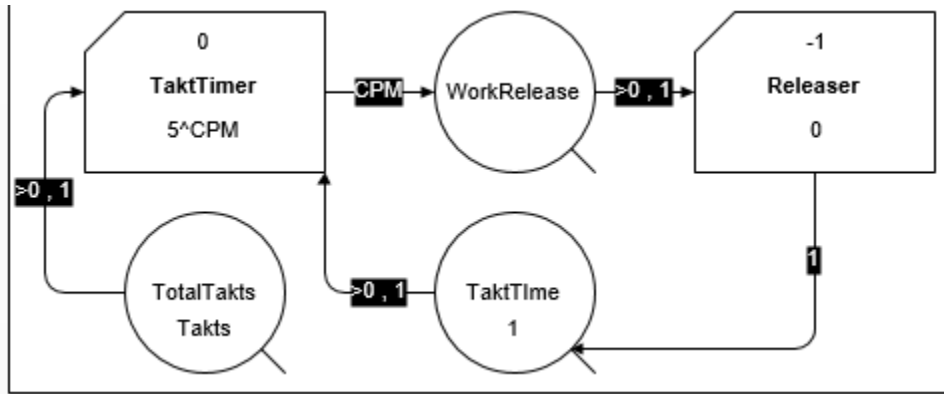 0
TaktTimer
5^CPM
CPM
WorkRelease
>0 , 1
-1
Releaser
0
>0 , 1
TotalTakts
Takts
>0 , 1
TaktTIme
1
1